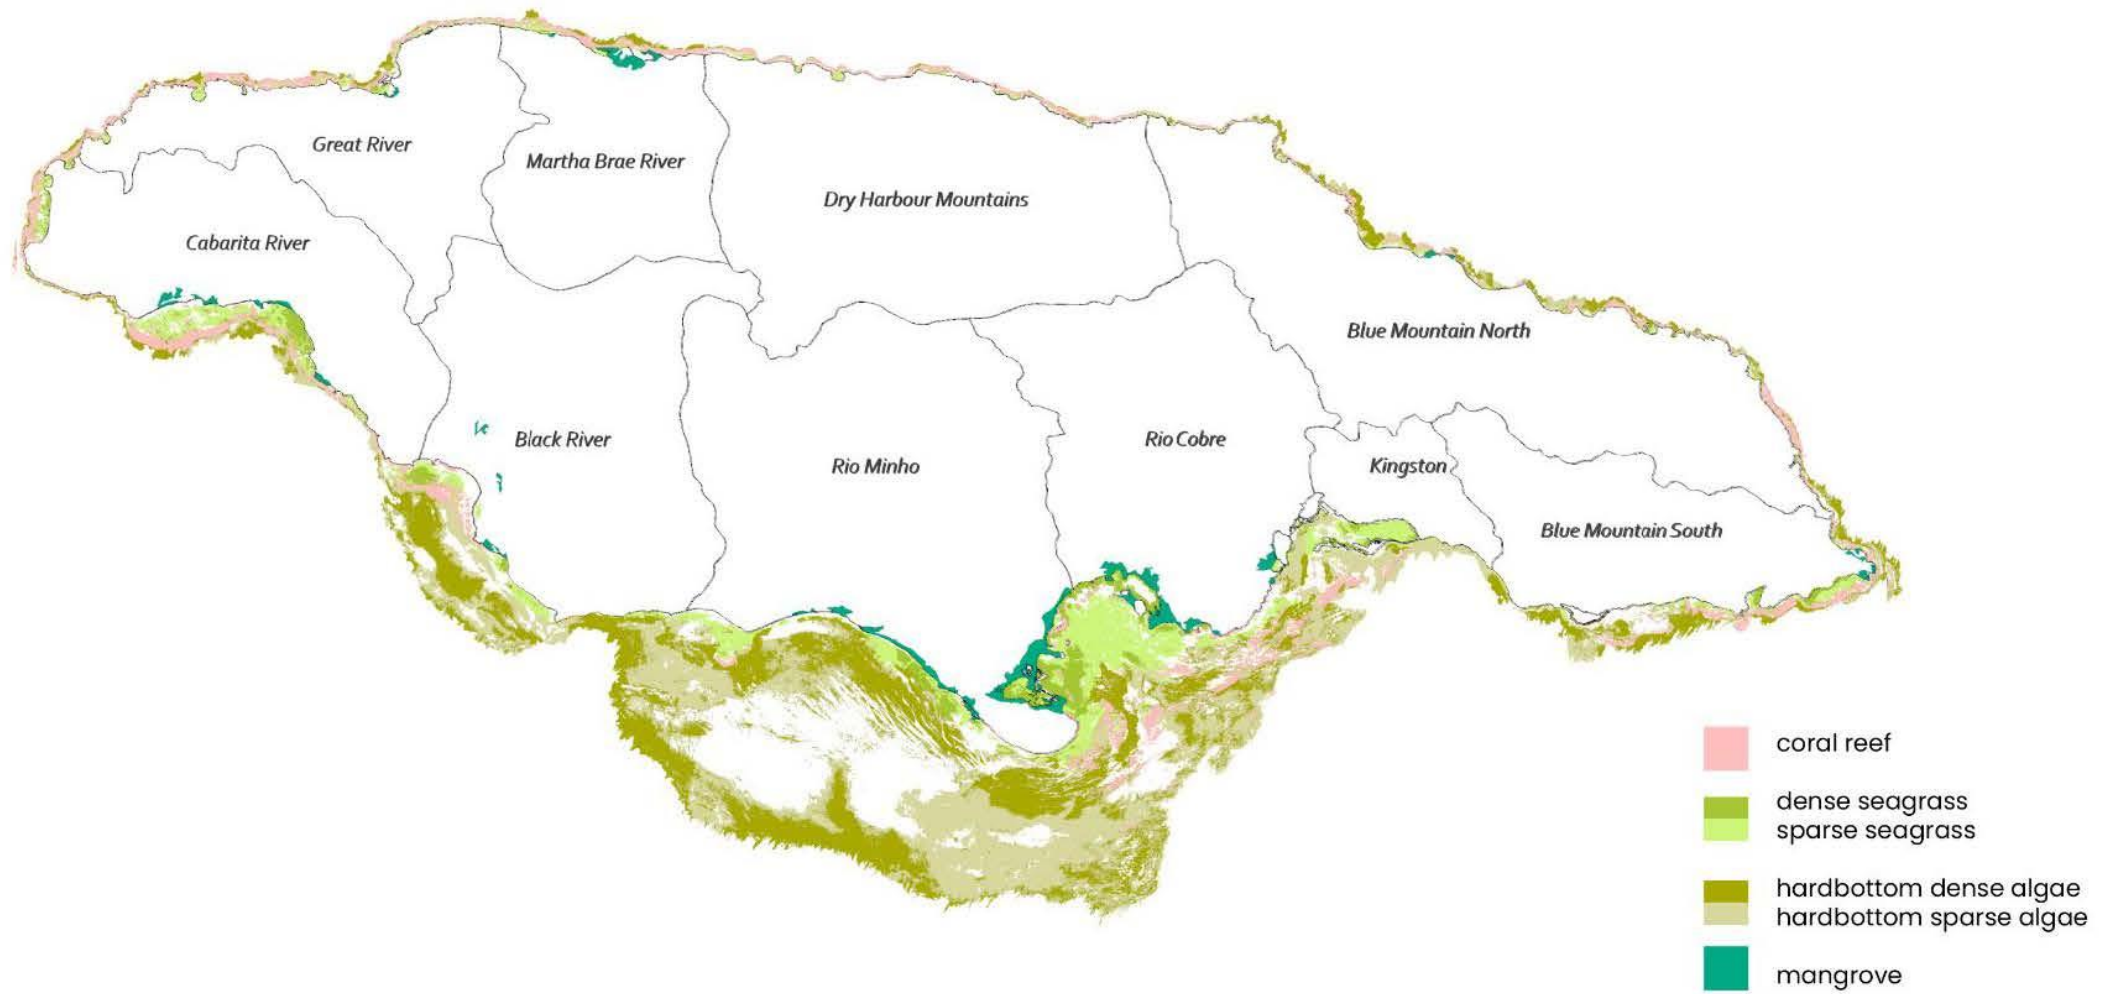 Great River
Martha Brae River
Dry Harbour Mountains
Cabarita River
Blue Mountain North
Black River
Rio Minho
Rio Cobre
Kingston
Blue Mountain South
coral reef
dense seagrass
sparse seagrass
hardbottom dense algae
hardbottom sparse algae
mangrove